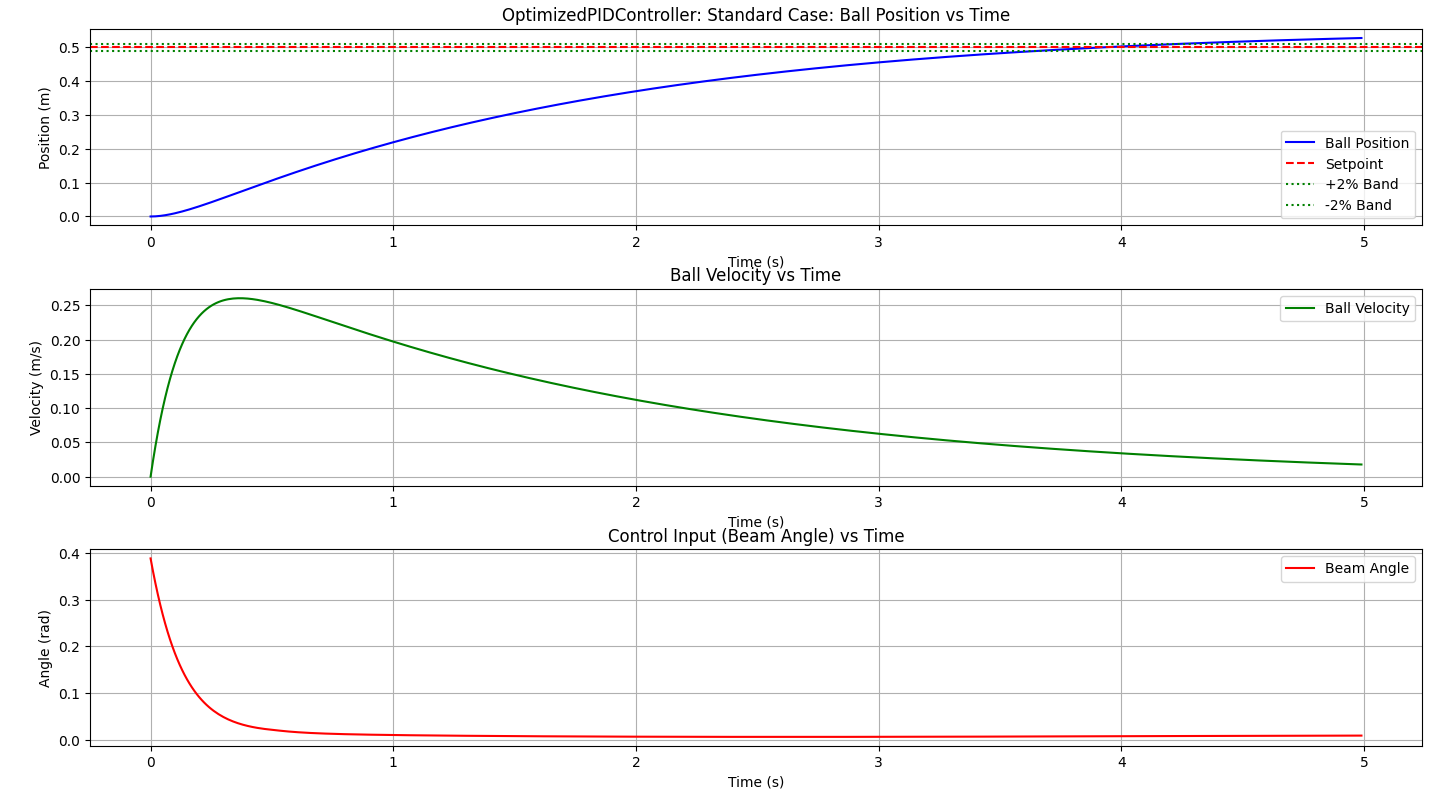 OptimizedPIDController: Standard Case: Ball Position vs Time
Position (m)
0.5
0.4
0.3
0.2
0.1
0.0
Ball Position
Setpoint
+2% Band
-2% Band
0 1 2 3 4 5
Time (s)
Ball Velocity vs Time
Velocity (m/s)
0.25
0.20
0.15
0.10
0.05
0.00
Ball Velocity
0 1 2 3 4 5
Time (s)
Control Input (Beam Angle) vs Time
Angle (rad)
0.4
0.3
0.2
0.1
0.0
Beam Angle
0 1 2 3 4 5
Time (s)